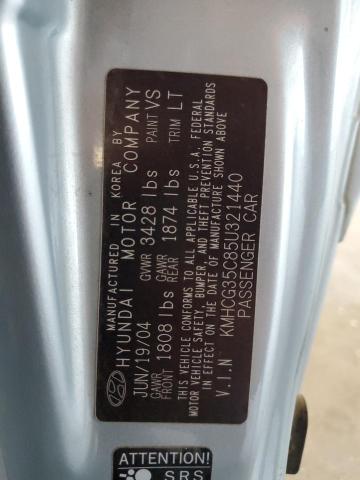 MANUFACTURED IN KOREA BY
HYUNDAI MOTOR COMPANY
JUN/19/04 GVWR 3428 lbs PAINT VS
GAWR FRONT 1808 lbs GAWR REAR 1874 lbs TRIM LT
THIS VEHICLE CONFORMS TO ALL APPLICABLE U.S.A. FEDERAL
MOTOR VEHICLE SAFETY, BUMPER, AND THEFT PREVENTION STANDARDS
IN EFFECT ON THE DATE OF MANUFACTURE SHOWN ABOVE
V.I.N KMHCG35C85U321440
PASSENGER CAR
ATTENTION!
SRS